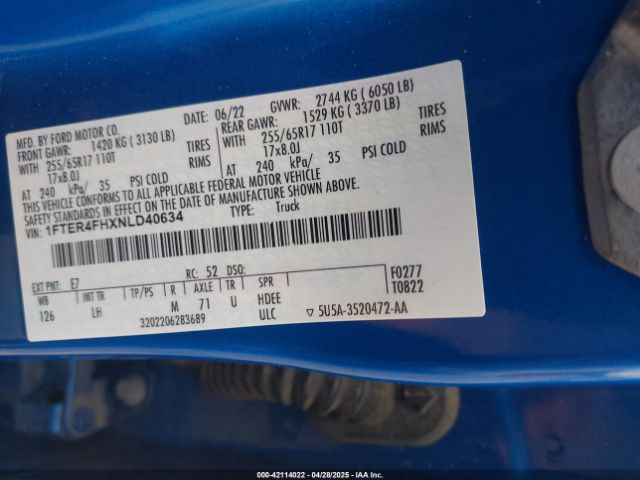 MFD. BY FORD MOTOR CO. DATE: 06/22 GVWR: 2744 KG ( 6050 LB)
FRONT GAWR: 1420 KG ( 3130 LB) REAR GAWR: 1529 KG ( 3370 LB)
WITH 255/65R17 110T TIRES WITH 255/65R17 110T TIRES
17x8.0J RIMS 17x8.0J RIMS
AT 240 kPa/ 35 PSI COLD AT 240 kPa/ 35 PSI COLD
THIS VEHICLE CONFORMS TO ALL APPLICABLE FEDERAL MOTOR VEHICLE
SAFETY STANDARDS IN EFFECT ON THE DATE OF MANUFACTURE SHOWN ABOVE.
VIN: 1FTER4FHXNLD40634 TYPE: Truck
EXT PNT: E7 RC: 52 DSO: F0277
WB INT TR TP/PS R AXLE TR SPR T0822
126 LH M 71 U HDEE
3202206283689 ULC ▽ 5U5A-3520472-AA
000-42114022 04/28/2025 IAAI.COM